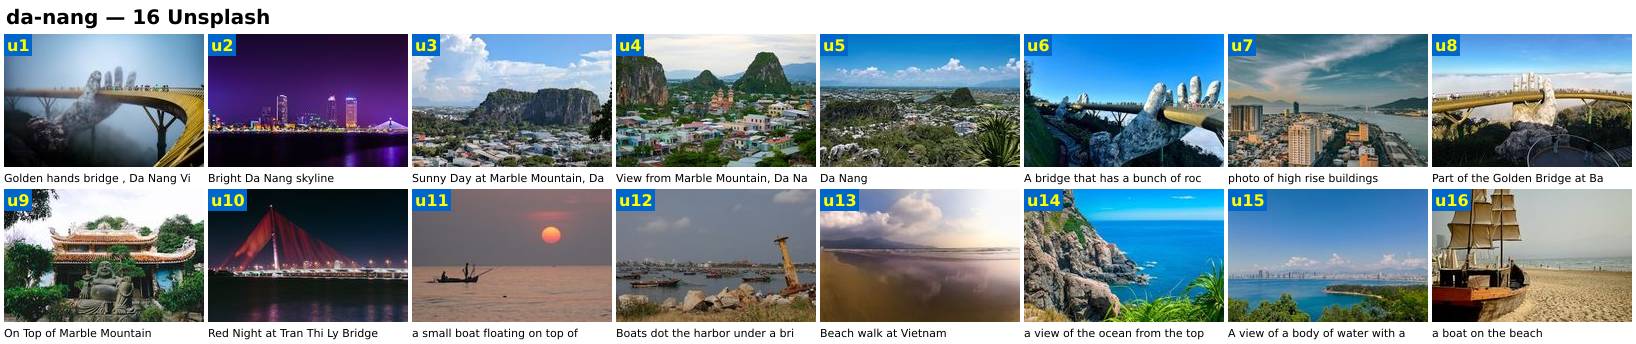 da-nang — 16 Unsplash
u1
u2
u3
u4
u5
u6
u7
u8
Golden hands bridge , Da Nang Vi
Bright Da Nang skyline
Sunny Day at Marble Mountain, Da
View from Marble Mountain, Da Na
Da Nang
A bridge that has a bunch of roc
photo of high rise buildings
Part of the Golden Bridge at Ba
u9
u10
u11
u12
u13
u14
u15
u16
On Top of Marble Mountain
Red Night at Tran Thi Ly Bridge
a small boat floating on top of
Boats dot the harbor under a bri
Beach walk at Vietnam
a view of the ocean from the top
A view of a body of water with a
a boat on the beach